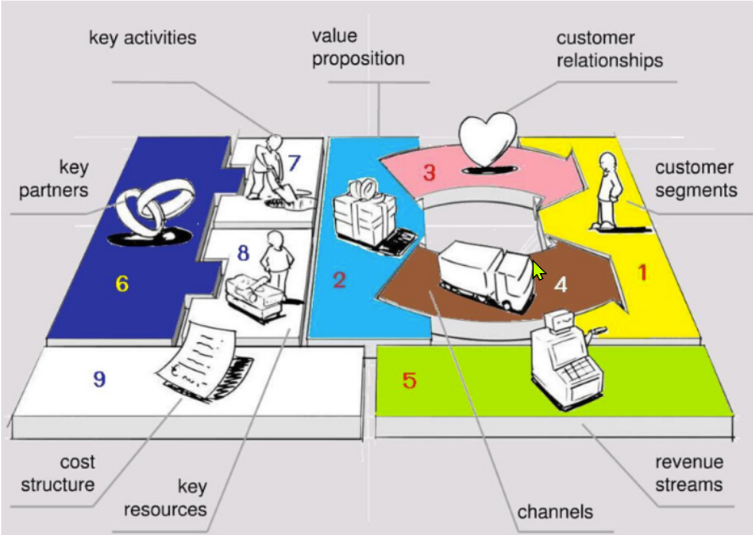 key activities
value
proposition
customer
relationships
key
partners
customer
segments
7
3
8
6
2
4
1
9
5
cost
structure
key
resources
channels
revenue
streams